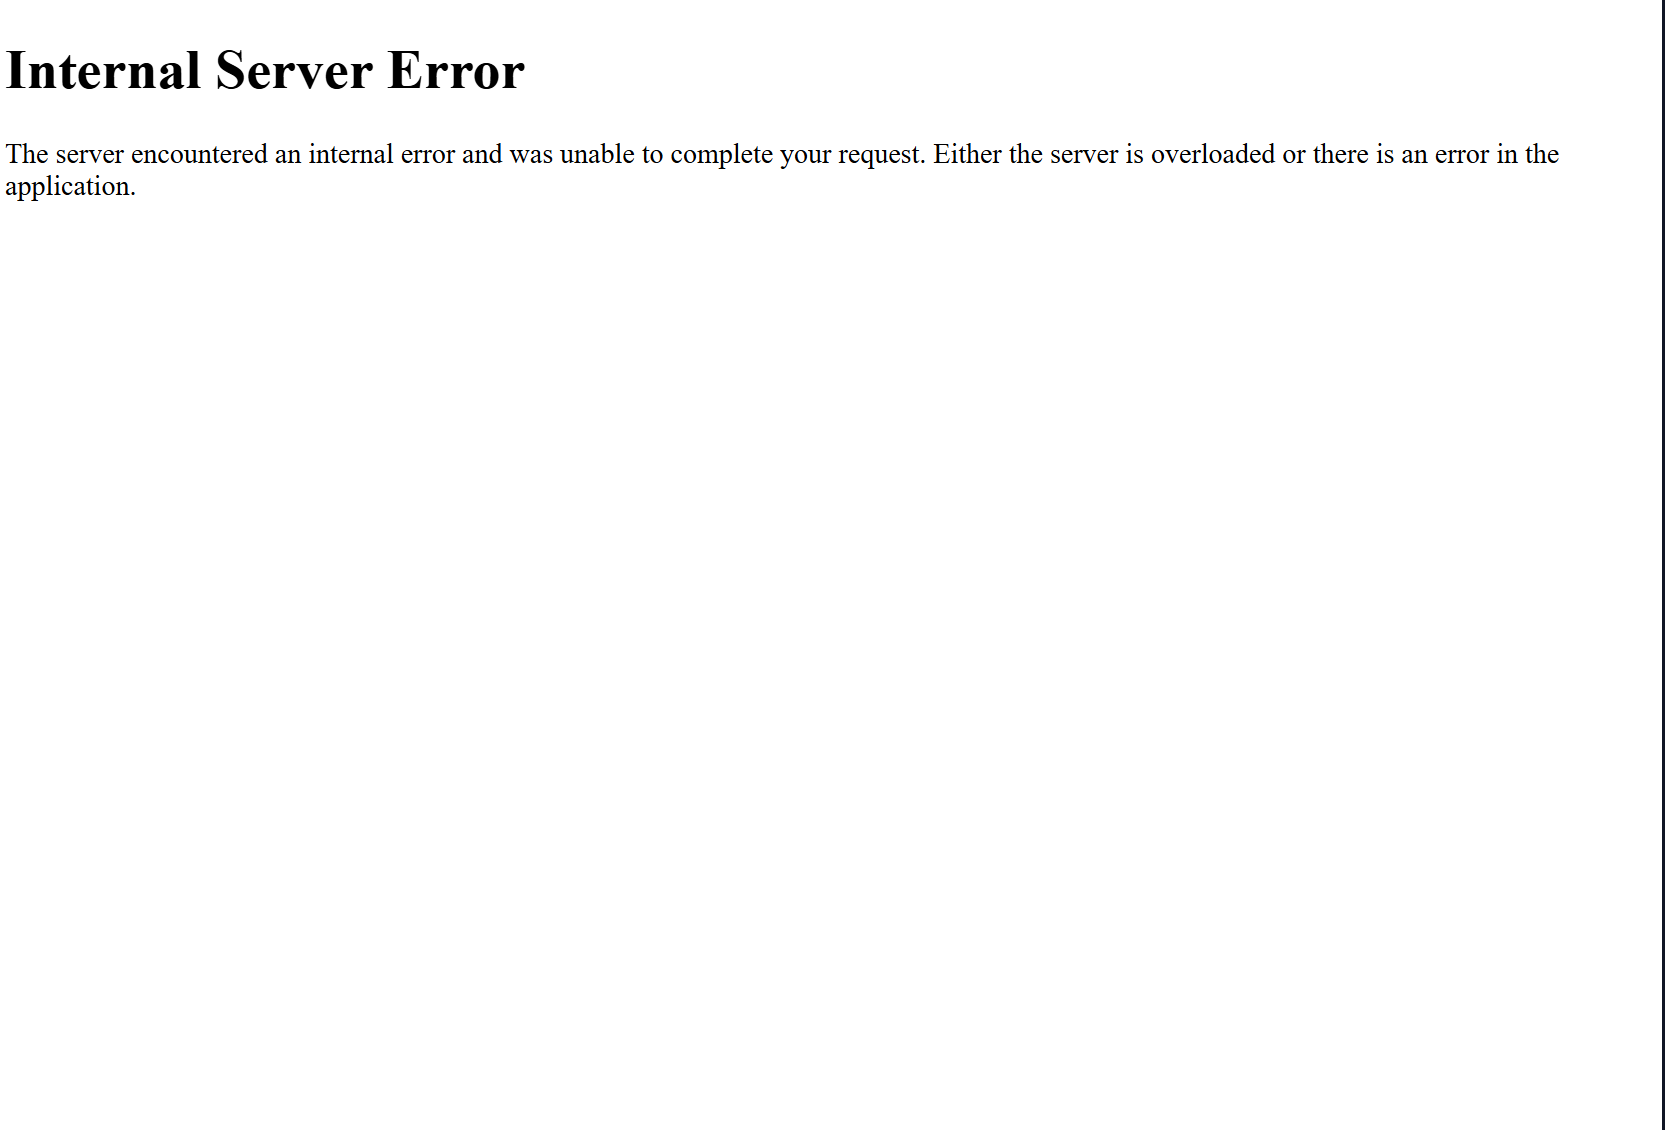 Internal Server Error
The server encountered an internal error and was unable to complete your request. Either the server is overloaded or there is an error in the
application.